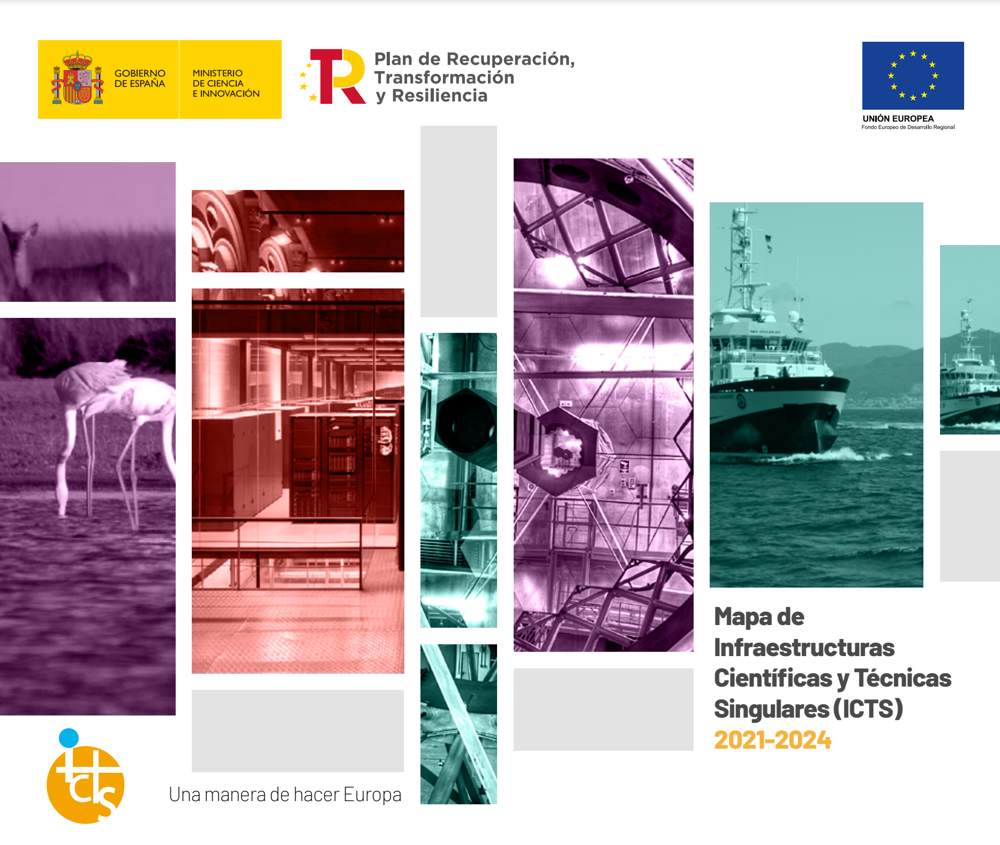 GOBIERNO
DE ESPAÑA
MINISTERIO
DE CIENCIA
E INNOVACIÓN
Plan de Recuperación,
Transformación
y Resiliencia
UNIÓN EUROPEA
Fondo Europeo de Desarrollo Regional
Mapa de
Infraestructuras
Científicas y Técnicas
Singulares (ICTS)
2021-2024
icts
Una manera de hacer Europa